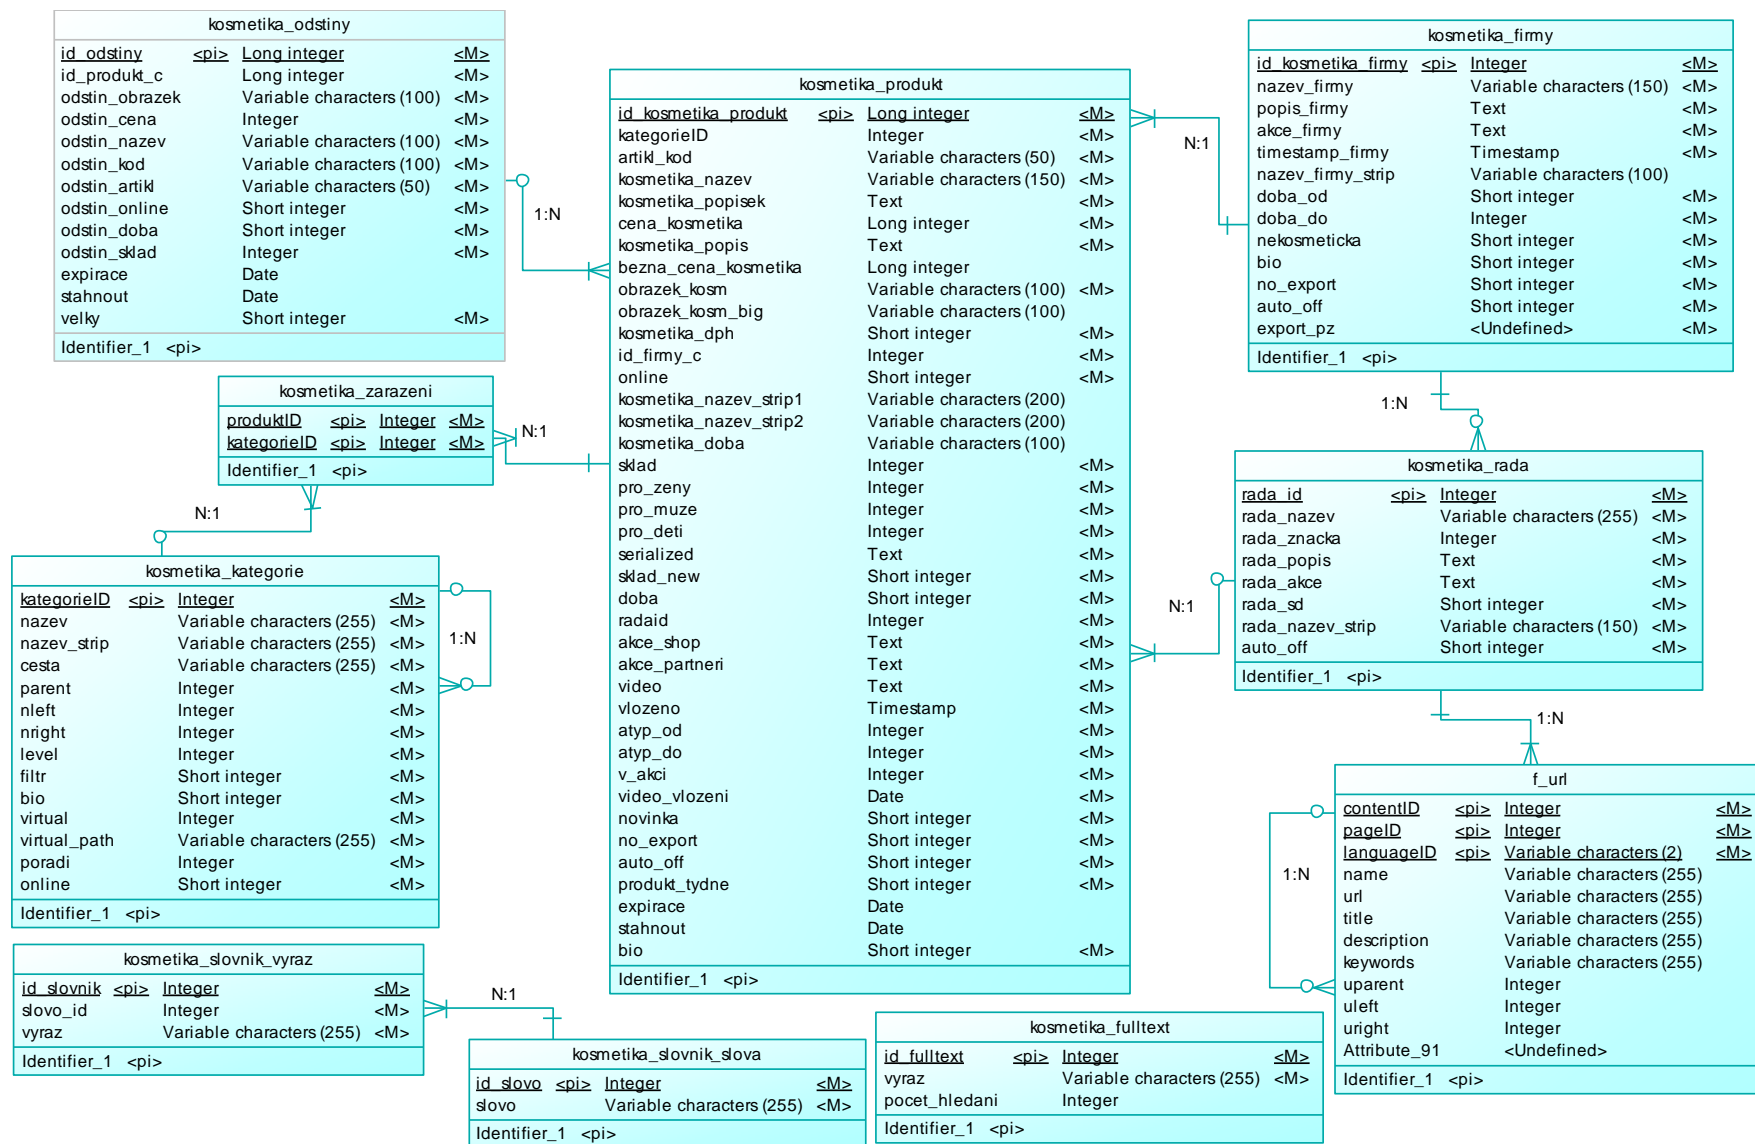 kosmetika_odstiny
id_odstiny <pi> Long integer <M>
id_produkt_c Long integer <M>
odstin_obrazek Variable characters (100) <M>
odstin_cena Integer <M>
odstin_nazev Variable characters (100) <M>
odstin_kod Variable characters (100) <M>
odstin_artikl Variable characters (50) <M>
odstin_online Short integer <M>
odstin_doba Short integer <M>
odstin_sklad Integer <M>
expirace Date
stahnout Date
velky Short integer <M>
Identifier_1 <pi>
1:N
kosmetika_zarazeni
produktID <pi> Integer <M>
kategorieID <pi> Integer <M>
Identifier_1 <pi>
N:1
N:1
kosmetika_kategorie
kategorieID <pi> Integer <M>
nazev Variable characters (255) <M>
nazev_strip Variable characters (255) <M>
cesta Variable characters (255) <M>
parent Integer <M>
nleft Integer <M>
nright Integer <M>
level Integer <M>
filtr Short integer <M>
bio Short integer <M>
virtual Integer <M>
virtual_path Variable characters (255) <M>
poradi Integer <M>
online Short integer <M>
Identifier_1 <pi>
1:N
kosmetika_slovnik_vyraz
id_slovnik <pi> Integer <M>
slovo_id Integer <M>
vyraz Variable characters (255) <M>
Identifier_1 <pi>
N:1
kosmetika_slovnik_slova
id_slovo <pi> Integer <M>
slovo Variable characters (255) <M>
Identifier_1 <pi>
kosmetika_produkt
id_kosmetika_produkt <pi> Long integer <M>
kategorieID Integer <M>
artikl_kod Variable characters (50) <M>
kosmetika_nazev Variable characters (150) <M>
kosmetika_popisek Text <M>
cena_kosmetika Long integer <M>
kosmetika_popis Text <M>
bezna_cena_kosmetika Long integer
obrazek_kosm Variable characters (100) <M>
obrazek_kosm_big Variable characters (100)
kosmetika_dph Short integer <M>
id_firmy_c Integer <M>
online Short integer <M>
kosmetika_nazev_strip1 Variable characters (200)
kosmetika_nazev_strip2 Variable characters (200)
kosmetika_doba Variable characters (100)
sklad Integer <M>
pro_zeny Integer <M>
pro_muze Integer <M>
pro_deti Integer <M>
serialized Text <M>
sklad_new Short integer <M>
doba Short integer <M>
radaid Integer <M>
akce_shop Text <M>
akce_partneri Text <M>
video Text <M>
vlozeno Timestamp <M>
atyp_od Integer <M>
atyp_do Integer <M>
v_akci Integer <M>
video_vlozeni Date <M>
novinka Short integer <M>
no_export Short integer <M>
auto_off Short integer <M>
produkt_tydne Short integer <M>
expirace Date
stahnout Date
bio Short integer <M>
Identifier_1 <pi>
kosmetika_fulltext
id_fulltext <pi> Integer <M>
vyraz Variable characters (255) <M>
pocet_hledani Integer
Identifier_1 <pi>
N:1
kosmetika_firmy
id_kosmetika_firmy <pi> Integer <M>
nazev_firmy Variable characters (150) <M>
popis_firmy Text <M>
akce_firmy Text <M>
timestamp_firmy Timestamp <M>
nazev_firmy_strip Variable characters (100)
doba_od Short integer <M>
doba_do Integer <M>
nekosmeticka Short integer <M>
bio Short integer <M>
no_export Short integer <M>
auto_off Short integer <M>
export_pz <Undefined> <M>
Identifier_1 <pi>
1:N
kosmetika_rada
rada_id <pi> Integer <M>
rada_nazev Variable characters (255) <M>
rada_znacka Integer <M>
rada_popis Text <M>
rada_akce Text <M>
rada_sd Short integer <M>
rada_nazev_strip Variable characters (150) <M>
auto_off Short integer <M>
Identifier_1 <pi>
N:1
1:N
f_url
contentID <pi> Integer <M>
pageID <pi> Integer <M>
languageID <pi> Variable characters (2) <M>
name Variable characters (255)
url Variable characters (255)
title Variable characters (255)
description Variable characters (255)
keywords Variable characters (255)
uparent Integer
uleft Integer
uright Integer
Attribute_91 <Undefined>
Identifier_1 <pi>
1:N